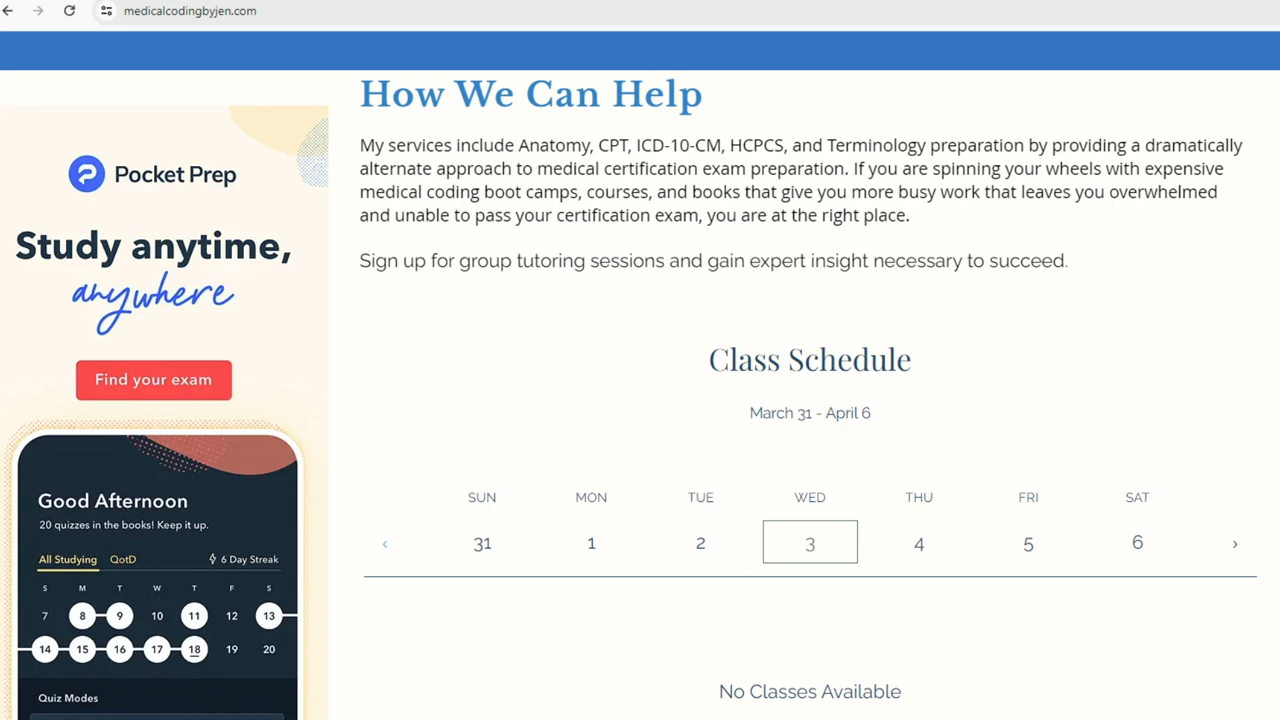 medicalcodingbyjen.com
Pocket Prep
Study anytime,
anywhere
Find your exam
Good Afternoon
20 quizzes in the books! Keep it up.
All Studying QotD 6 Day Streak
S M T W T F S
7 8 9 10 11 12 13
14 15 16 17 18 19 20
Quiz Modes
How We Can Help
My services include Anatomy, CPT, ICD-10-CM, HCPCS, and Terminology preparation by providing a dramatically
alternate approach to medical certification exam preparation. If you are spinning your wheels with expensive
medical coding boot camps, courses, and books that give you more busy work that leaves you overwhelmed
and unable to pass your certification exam, you are at the right place.
Sign up for group tutoring sessions and gain expert insight necessary to succeed.
Class Schedule
March 31 - April 6
SUN MON TUE WED THU FRI SAT
‹ 31 1 2 3 4 5 6 ›
No Classes Available